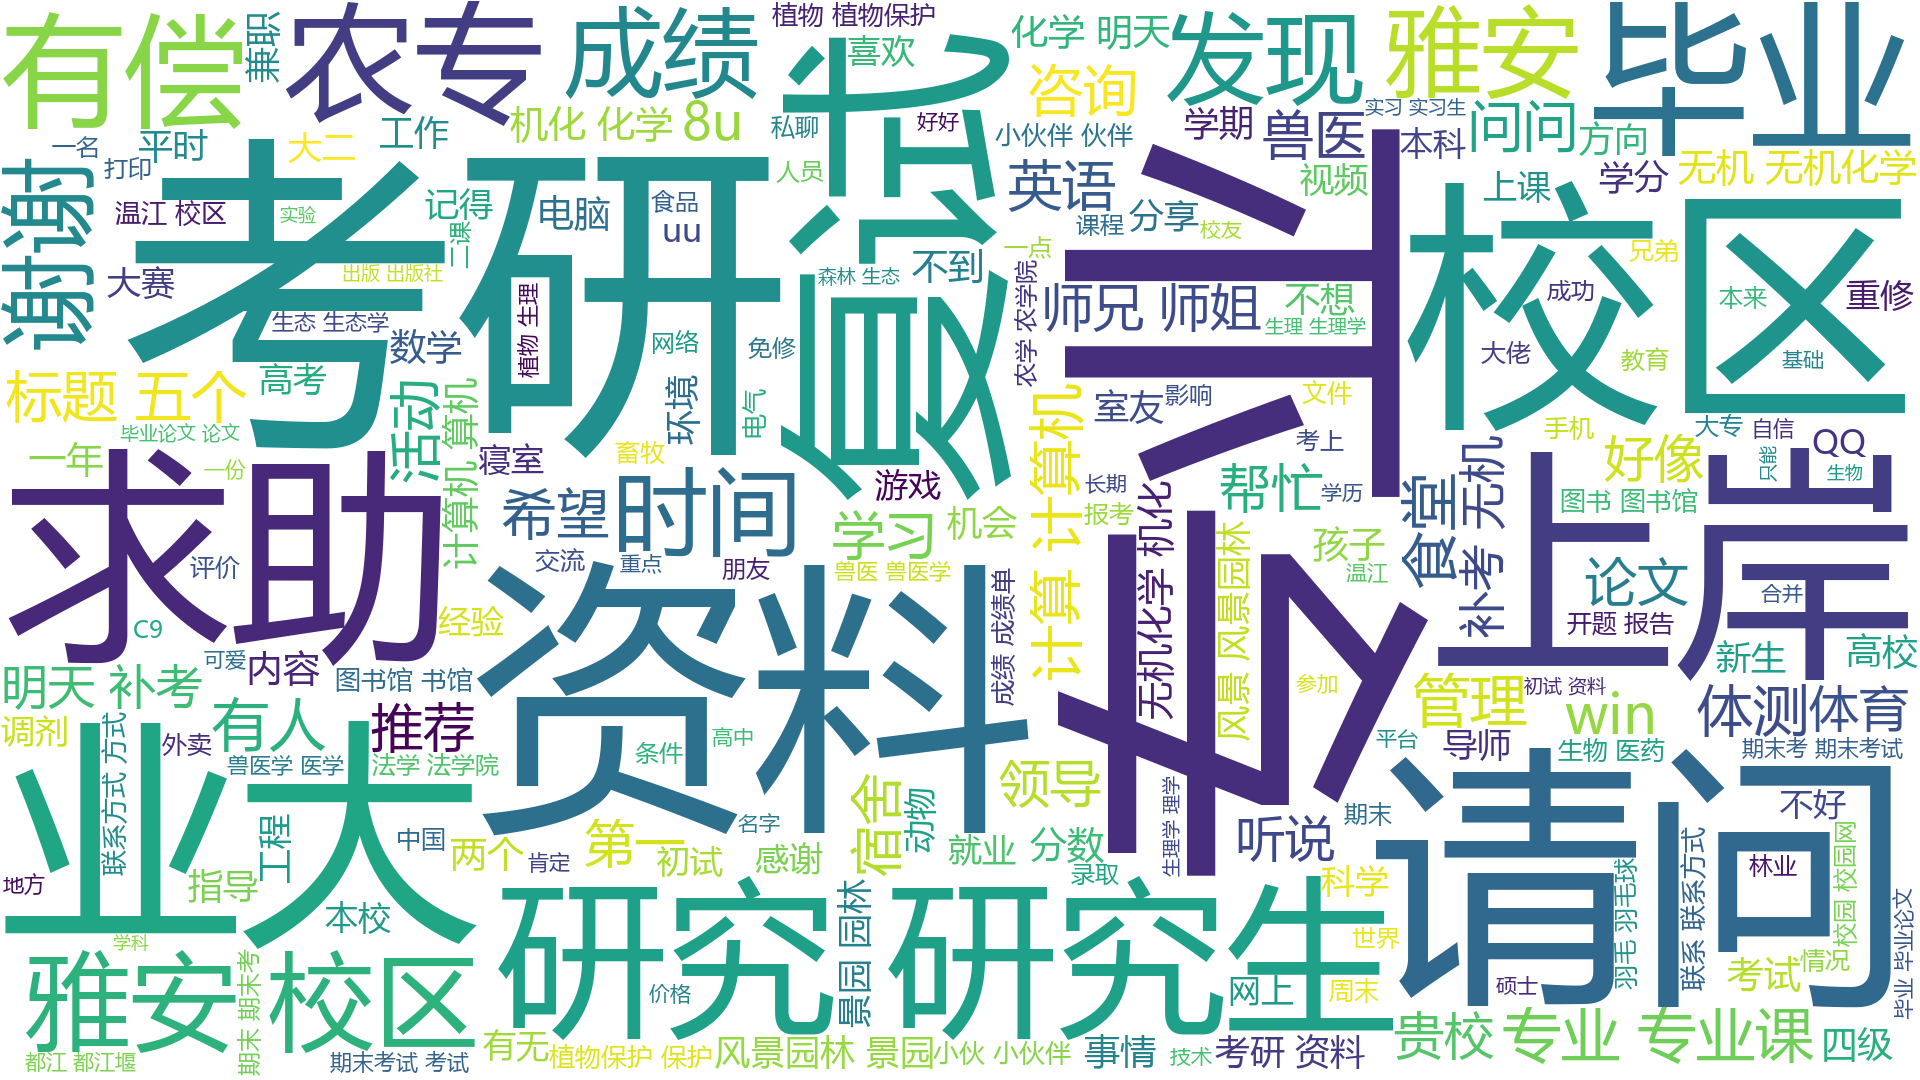 有偿
兼职
农专
成绩
植物 植物保护
喜欢
复试
化学 明天
发现
雅安
毕业
咨询
机化 化学
8u
私聊
好好
小伙伴 伙伴
学期
兽医
实习 实习生
本科
问问
方向
无机 无机化学
学分
一名
平时
打印
大二
工作
人员
英语
视频
上课
谢谢
温江 校区
实验
考研
记得
二课
电脑
食品
uu
课程
分享
校友
一点
兄弟
川农
校区
大赛
出版 出版社
森林 生态
不到
农学 农学院
师兄 师姐
不想
生理 生理学
成功
本来
重修
生态 生态学
数学
植物 生理
网络
免修
大佬
教育
基础
标题 五个
高考
活动
计算机 算机
环境
电气
室友
影响
文件
计算 计算机
考上
手机
大专
自信
QQ
毕业论文 论文
一年
一份
寝室
畜牧
游戏
长期
报考
帮忙
学历
食堂
补考 无机
好像
只能
生物
图书 图书馆
求助
评价
希望
时间
学习
机会
无机化学 机化
风景 风景园林
孩子
温江
上岸
交流
重点
朋友
兽医 兽医学
成绩 成绩单
论文
合并
C9
经验
资料
开题 报告
可爱
内容
图书馆 书馆
新生
高校
明天 补考
参加
初试 资料
管理
win
体测
体育
调剂
联系方式 方式
外卖
有人
推荐
条件
高中
平台
导师
生物 医药
期末考 期末考试
兽医学 医学
法学 法学院
业大
领导
生理学 理学
期末
请问
不好
工程
中国
两个
肯定
第一
初试
名字
感谢
宿舍
动物
就业
分数
听说
地方
指导
本校
录取
科学
羽毛 羽毛球
联系 联系方式
林业
校园 校园网
毕业 毕业论文
学科
研究
景园 园林
研究生
世界
雅安 校区
期末 期末考
价格
网上
周末
硕士
考试
情况
都江 都江堰
期末考试 考试
有无
植物保护 保护
风景园林 景园
小伙 小伙伴
事情
技术
考研 资料
贵校
专业 专业课
四级